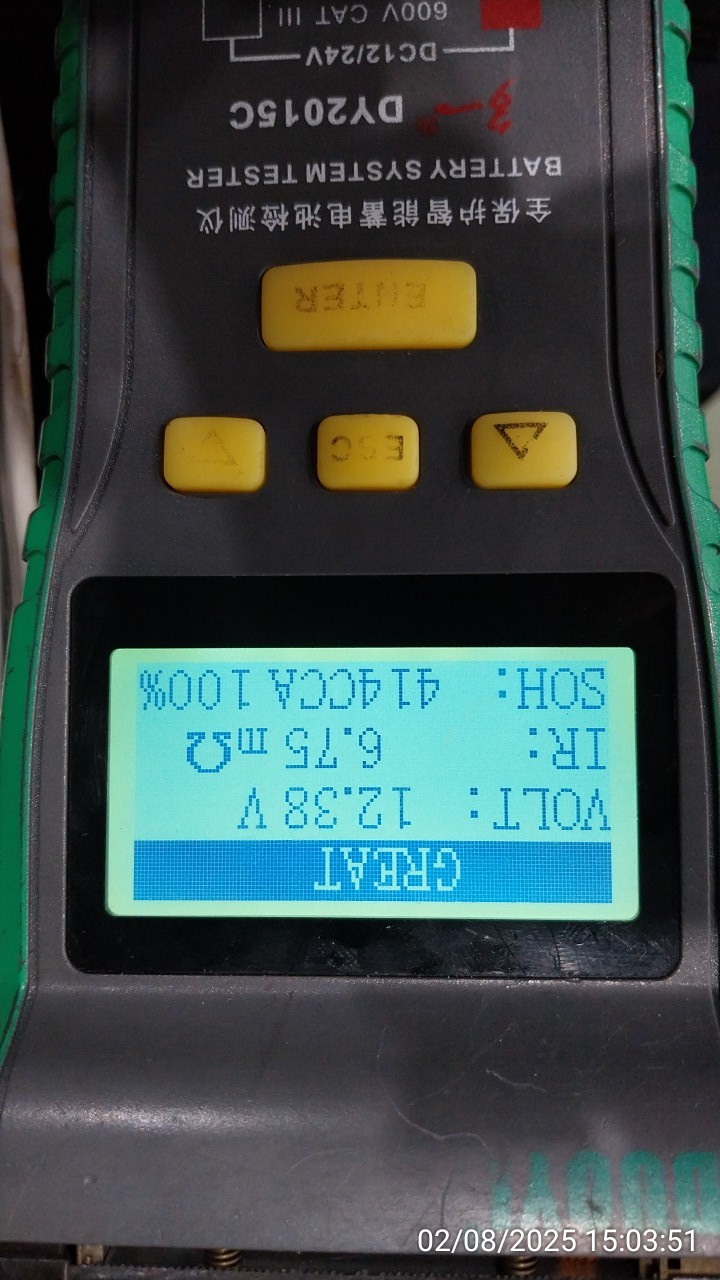 DUOYI
GREAT
VOLT: 12.38 V
IR: 6.75 mΩ
SOH: 414CCA 100%
ESC
ENTER
全保护智能蓄电池检测仪
BATTERY SYSTEM TESTER
DY2015C
DC12/24V
600V CAT III
02/08/2025 15:03:51